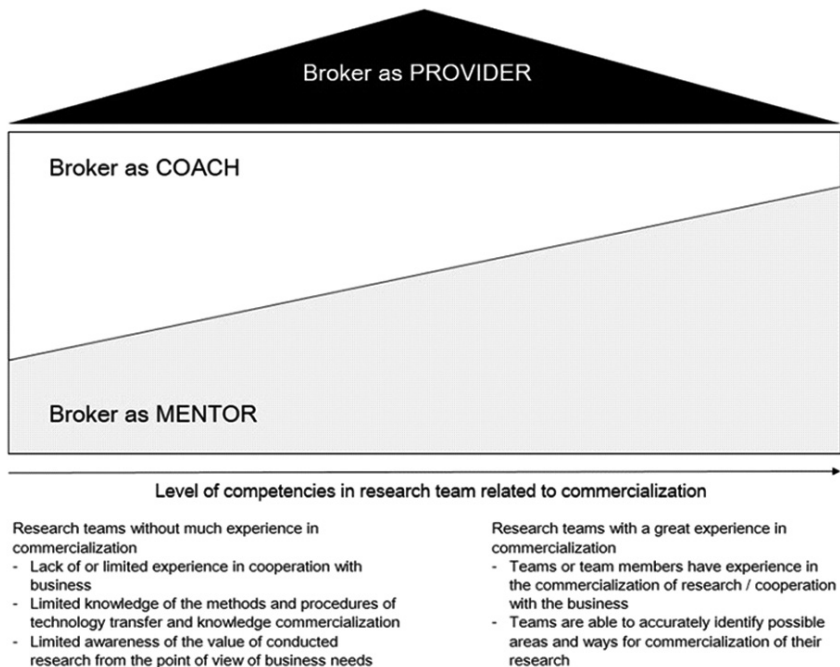 Broker as PROVIDER
Broker as COACH
Broker as MENTOR
Level of competencies in research team related to commercialization
Research teams without much experience in
commercialization
- Lack of or limited experience in cooperation with
business
- Limited knowledge of the methods and procedures of
technology transfer and knowledge commercialization
- Limited awareness of the value of conducted
research from the point of view of business needs
Research teams with a great experience in
commercialization
- Teams or team members have experience in
the commercialization of research / cooperation
with the business
- Teams are able to accurately identify possible
areas and ways for commercialization of their
research